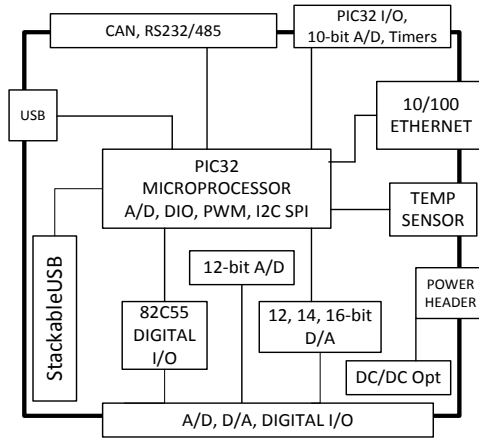 CAN, RS232/485
PIC32 I/O,
10-bit A/D, Timers
USB
10/100
ETHERNET
PIC32
MICROPROCESSOR
A/D, DIO, PWM, I2C SPI
TEMP
SENSOR
StackableUSB
12-bit A/D
POWER
HEADER
82C55
DIGITAL
I/O
12, 14, 16-bit
D/A
DC/DC Opt
A/D, D/A, DIGITAL I/O